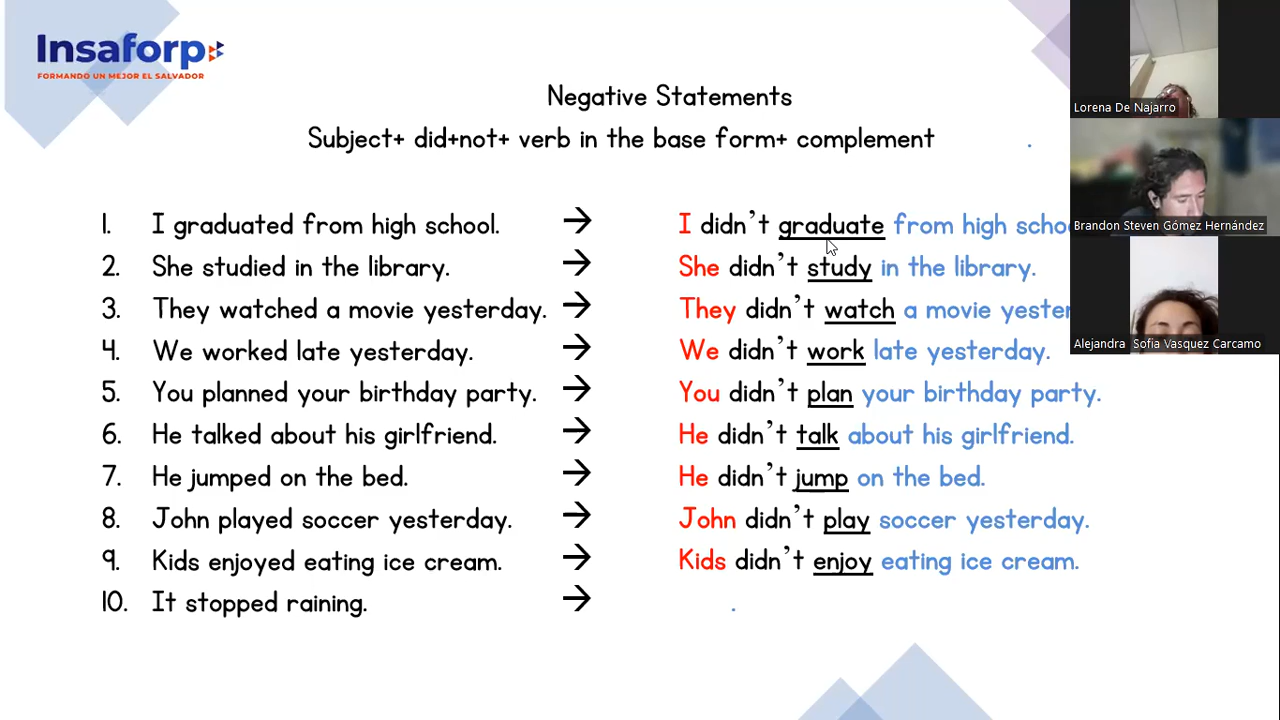 Insaforp
FORMANDO UN MEJOR EL SALVADOR
Negative Statements
Subject+ did+not+ verb in the base form+ complement .
1. I graduated from high school. → I didn't graduate from high schoo
2. She studied in the library. → She didn't study in the library.
3. They watched a movie yesterday. → They didn't watch a movie yester
4. We worked late yesterday. → We didn't work late yesterday.
5. You planned your birthday party. → You didn't plan your birthday party.
6. He talked about his girlfriend. → He didn't talk about his girlfriend.
7. He jumped on the bed. → He didn't jump on the bed.
8. John played soccer yesterday. → John didn't play soccer yesterday.
9. Kids enjoyed eating ice cream. → Kids didn't enjoy eating ice cream.
10. It stopped raining. → .
Lorena De Najarro
Brandon Steven Gómez Hernández
Alejandra Sofia Vasquez Carcamo